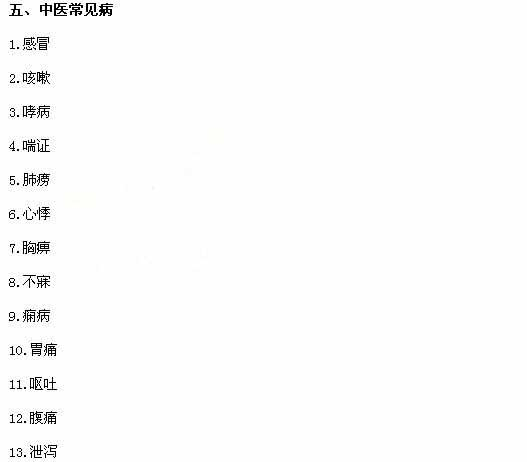 五、中医常见病
1.感冒
2.咳嗽
3.哮病
4.喘证
5.肺痨
6.心悸
7.胸痹
8.不寐
9.痫病
10.胃痛
11.呕吐
12.腹痛
13.泄泻